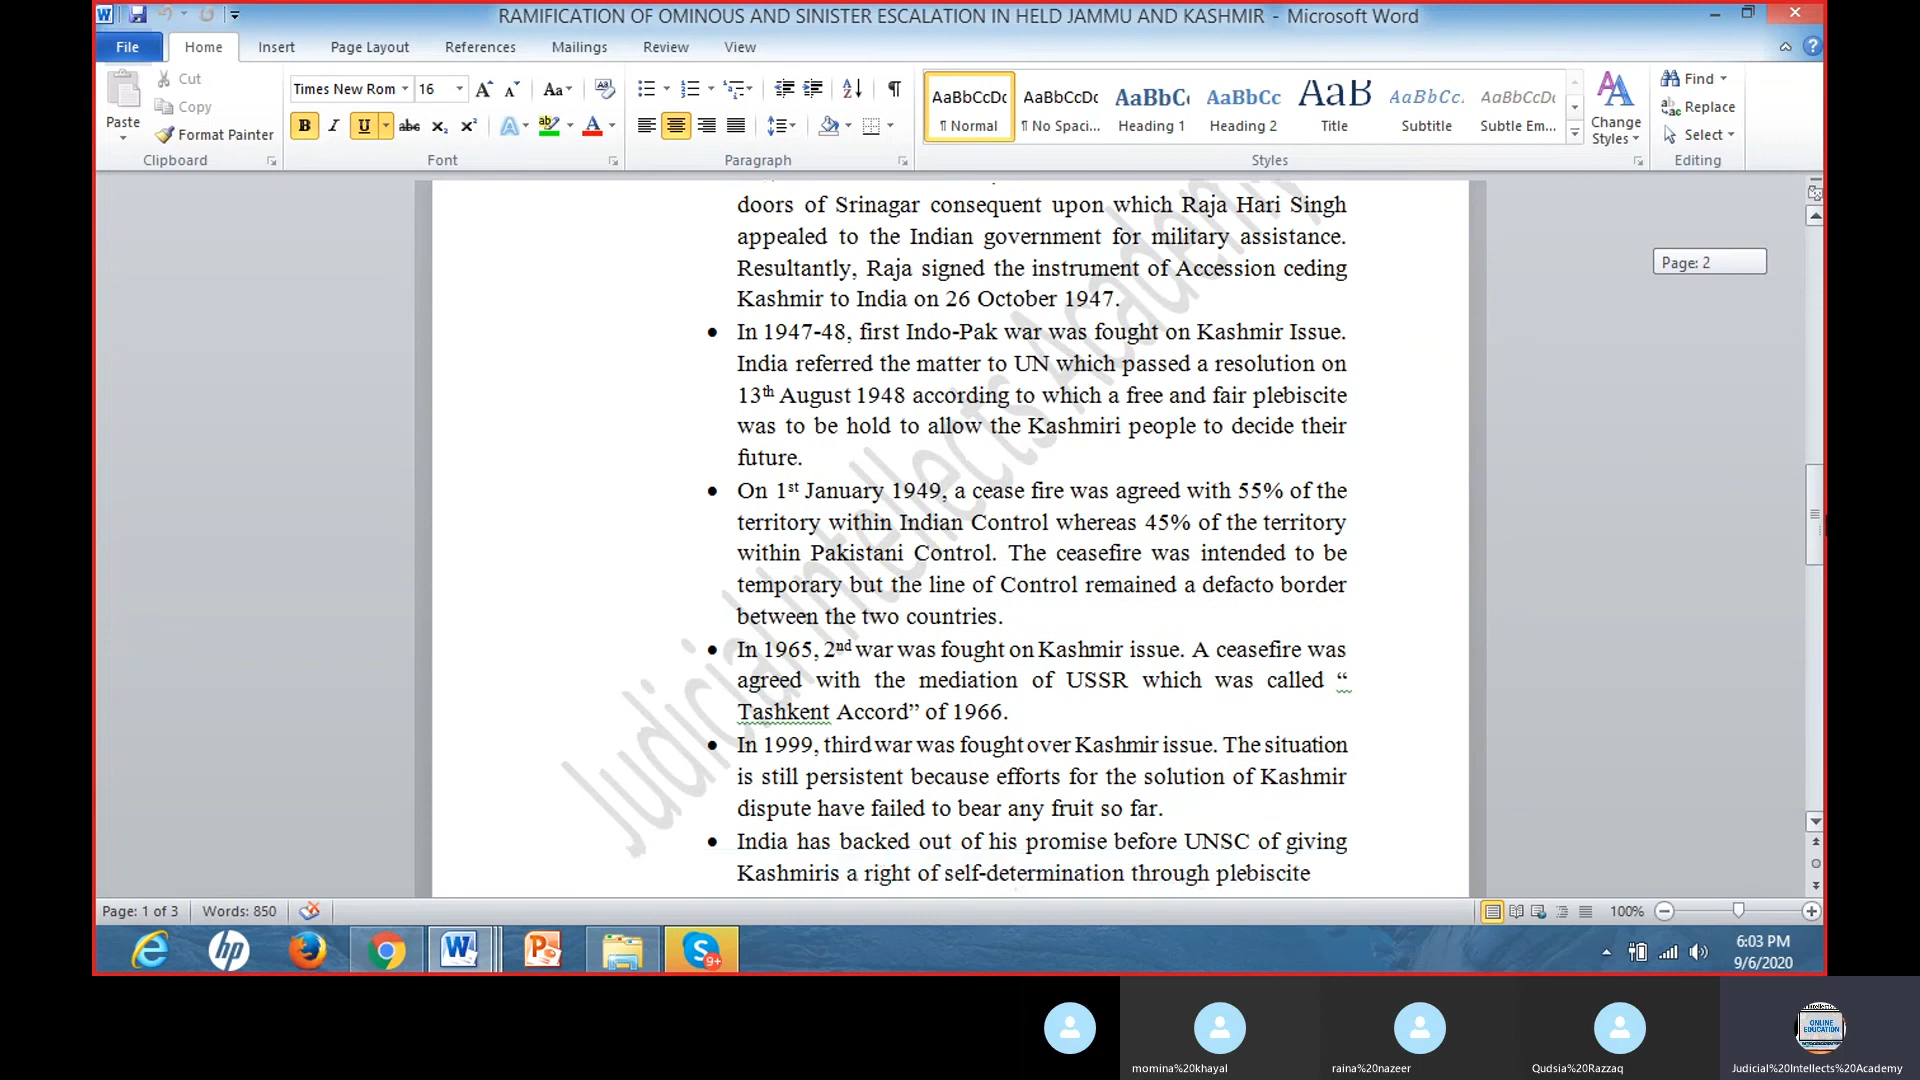 RAMIFICATION OF OMINOUS AND SINISTER ESCALATION IN HELD JAMMU AND KASHMIR - Microsoft Word
File Home Insert Page Layout References Mailings Review View
Paste
Cut
Copy
Format Painter
Clipboard
Times New Rom 16
Font
Paragraph
AaBbCcDc AaBbCcDc AaBbC AaBbCc AaB AaBbCc. AaBbCcDc
¶ Normal ¶ No Spaci... Heading 1 Heading 2 Title Subtitle Subtle Em...
Change Styles
Styles
Find
Replace
Select
Editing
Page: 2
doors of Srinagar consequent upon which Raja Hari Singh
appealed to the Indian government for military assistance.
Resultantly, Raja signed the instrument of Accession ceding
Kashmir to India on 26 October 1947.
• In 1947-48, first Indo-Pak war was fought on Kashmir Issue.
India referred the matter to UN which passed a resolution on
13th August 1948 according to which a free and fair plebiscite
was to be hold to allow the Kashmiri people to decide their
future.
• On 1st January 1949, a cease fire was agreed with 55% of the
territory within Indian Control whereas 45% of the territory
within Pakistani Control. The ceasefire was intended to be
temporary but the line of Control remained a defacto border
between the two countries.
• In 1965, 2nd war was fought on Kashmir issue. A ceasefire was
agreed with the mediation of USSR which was called “
Tashkent Accord” of 1966.
• In 1999, third war was fought over Kashmir issue. The situation
is still persistent because efforts for the solution of Kashmir
dispute have failed to bear any fruit so far.
• India has backed out of his promise before UNSC of giving
Kashmiris a right of self-determination through plebiscite
Judicial Intellects Academy
Page: 1 of 3 Words: 850 100%
6:03 PM
9/6/2020
ONLINE
EDUCATION
momina%20khayal raina%20nazeer Qudsia%20Razzaq Judicial%20Intellects%20Academy